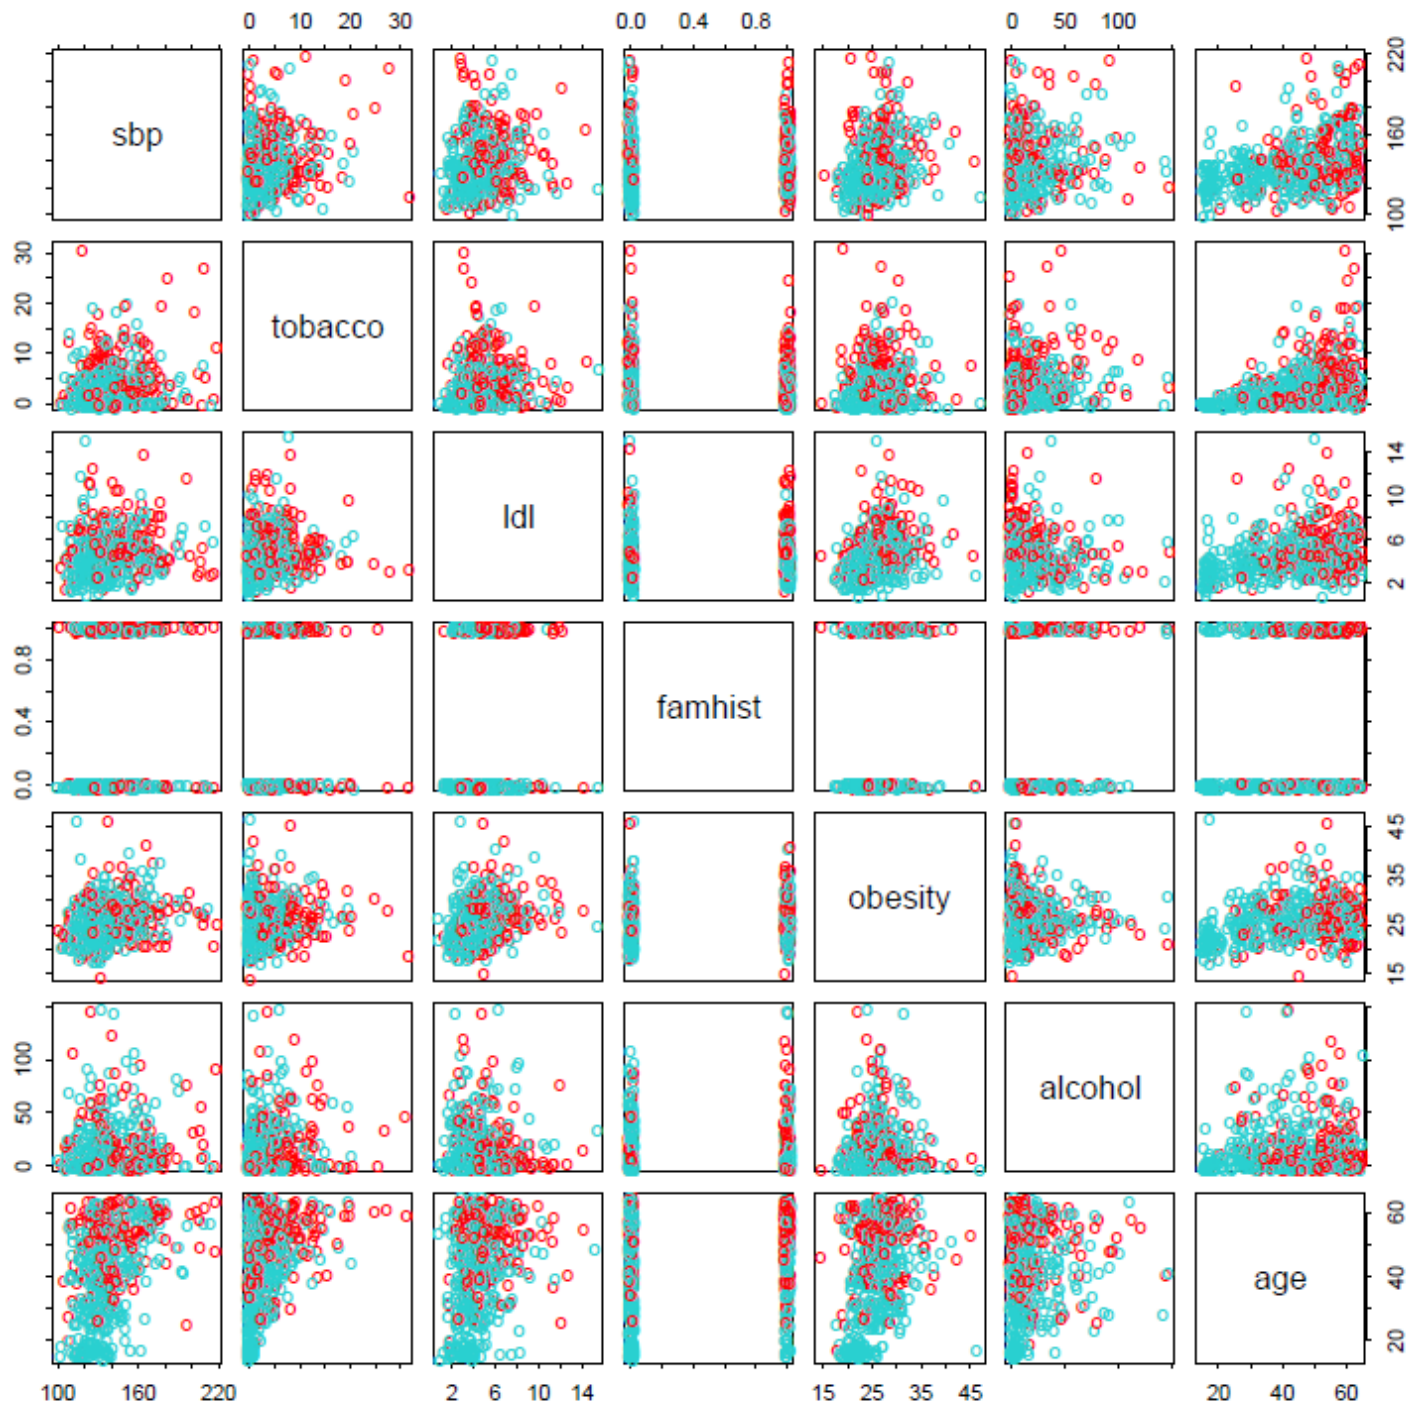 0 10 20 30 0.0 0.4 0.8 0 50 100
sbp 100 160 220
0 10 20 30 tobacco
ldl 2 6 10 14
0.0 0.4 0.8 famhist
obesity 15 25 35 45
0 50 100 alcohol
age 20 40 60
100 160 220 2 6 10 14 15 25 35 45 20 40 60